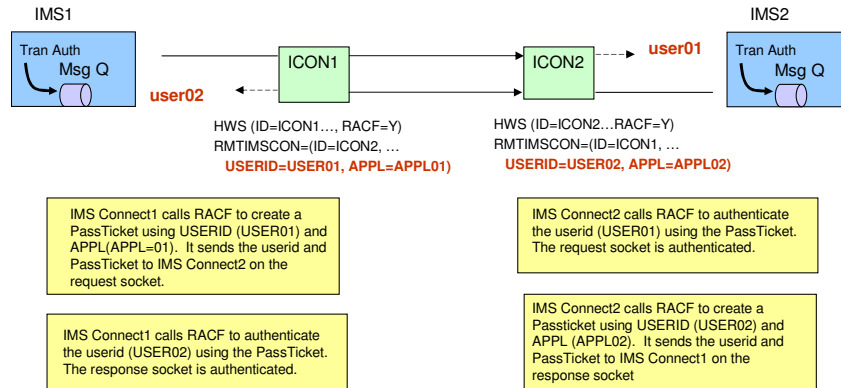 IMS1
IMS2
Tran Auth
Msg Q
user02
ICON1
ICON2
user01
Tran Auth
Msg Q
HWS (ID=ICON1…, RACF=Y)
RMTIMSCON=(ID=ICON2, …
USERID=USER01, APPL=APPL01)
HWS (ID=ICON2…RACF=Y)
RMTIMSCON=(ID=ICON1, …
USERID=USER02, APPL=APPL02)
IMS Connect1 calls RACF to create a
PassTicket using USERID (USER01) and
APPL(APPL=01).  It sends the userid and
PassTicket to IMS Connect2 on the
request socket.
IMS Connect2 calls RACF to authenticate
the userid (USER01) using the PassTicket.
The request socket is authenticated.
IMS Connect1 calls RACF to authenticate
the userid (USER02) using the PassTicket.
The response socket is authenticated.
IMS Connect2 calls RACF to create a
Passticket using USERID (USER02) and
APPL (APPL02).  It sends the userid and
PassTicket to IMS Connect1 on the
response socket